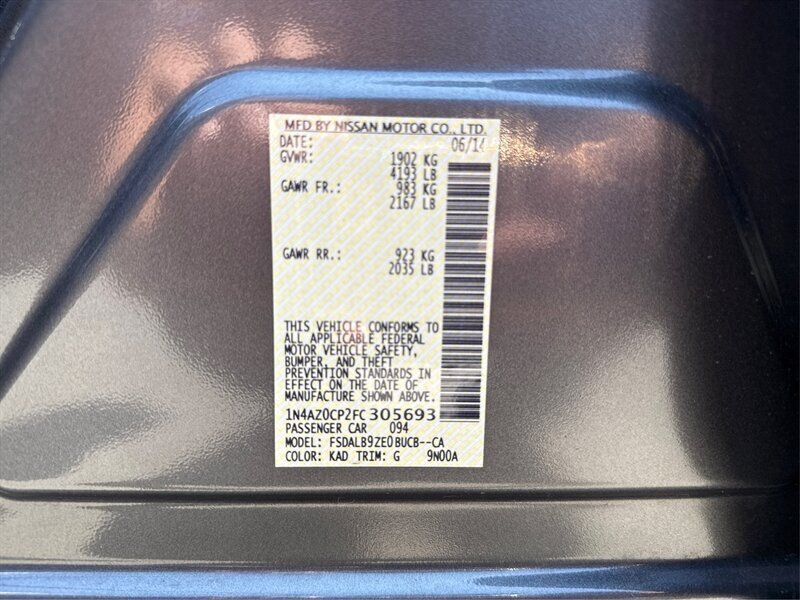 MFD BY NISSAN MOTOR CO., LTD.
DATE: 06/14
GVWR: 1902 KG
4193 LB
GAWR FR.: 983 KG
2167 LB
GAWR RR.: 923 KG
2035 LB
THIS VEHICLE CONFORMS TO
ALL APPLICABLE FEDERAL
MOTOR VEHICLE SAFETY,
BUMPER, AND THEFT
PREVENTION STANDARDS IN
EFFECT ON THE DATE OF
MANUFACTURE SHOWN ABOVE.
1N4AZ0CP2FC305693
PASSENGER CAR 094
MODEL: FSDALB9ZE0BUCB--CA
COLOR: KAD TRIM: G 9N00A